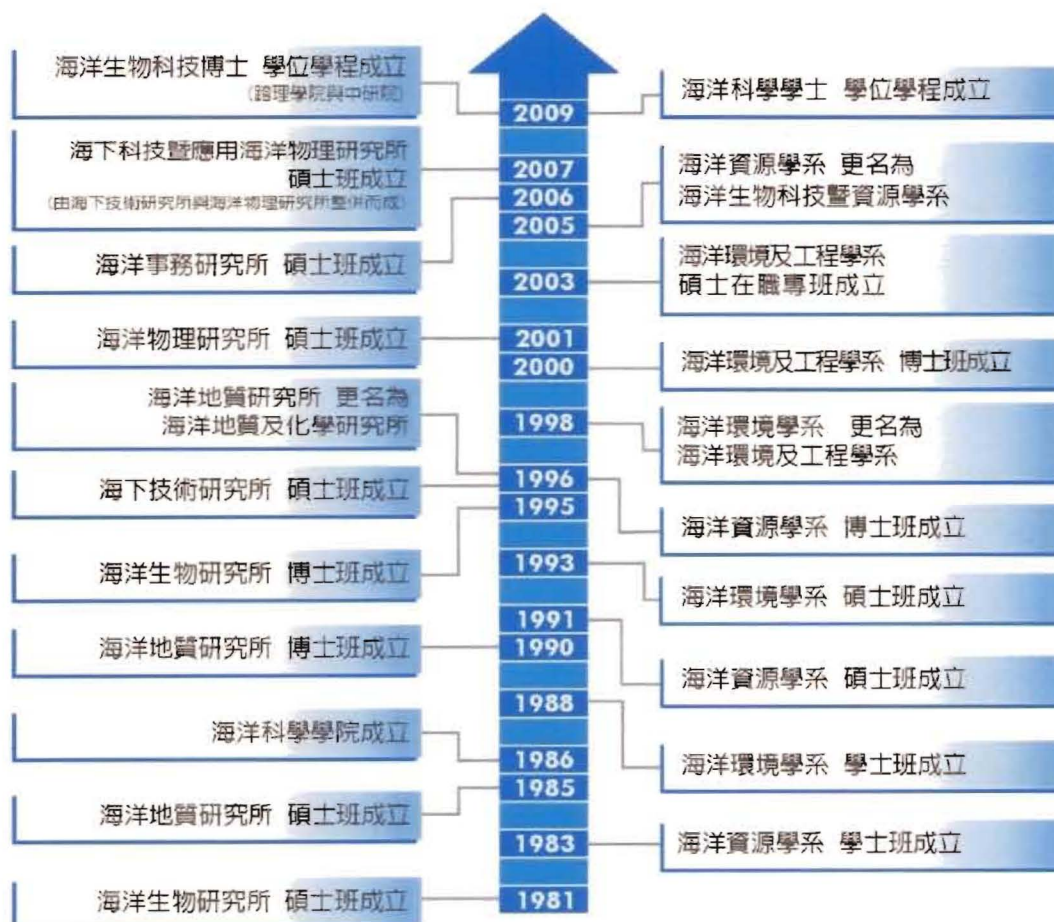 海洋生物科技博士 學位學程成立
(跨理學院與中研院)
海下科技暨應用海洋物理研究所
碩士班成立
(由海下技術研究所與海洋物理研究所整併而成)
海洋事務研究所 碩士班成立
海洋物理研究所 碩士班成立
海洋地質研究所 更名為
海洋地質及化學研究所
海下技術研究所 碩士班成立
海洋生物研究所 博士班成立
海洋地質研究所 博士班成立
海洋科學學院成立
海洋地質研究所 碩士班成立
海洋生物研究所 碩士班成立
2009
2007
2006
2005
2003
2001
2000
1998
1996
1995
1993
1991
1990
1988
1986
1985
1983
1981
海洋科學學士 學位學程成立
海洋資源學系 更名為
海洋生物科技暨資源學系
海洋環境及工程學系
碩士在職專班成立
海洋環境及工程學系 博士班成立
海洋環境學系 更名為
海洋環境及工程學系
海洋資源學系 博士班成立
海洋環境學系 碩士班成立
海洋資源學系 碩士班成立
海洋環境學系 學士班成立
海洋資源學系 學士班成立